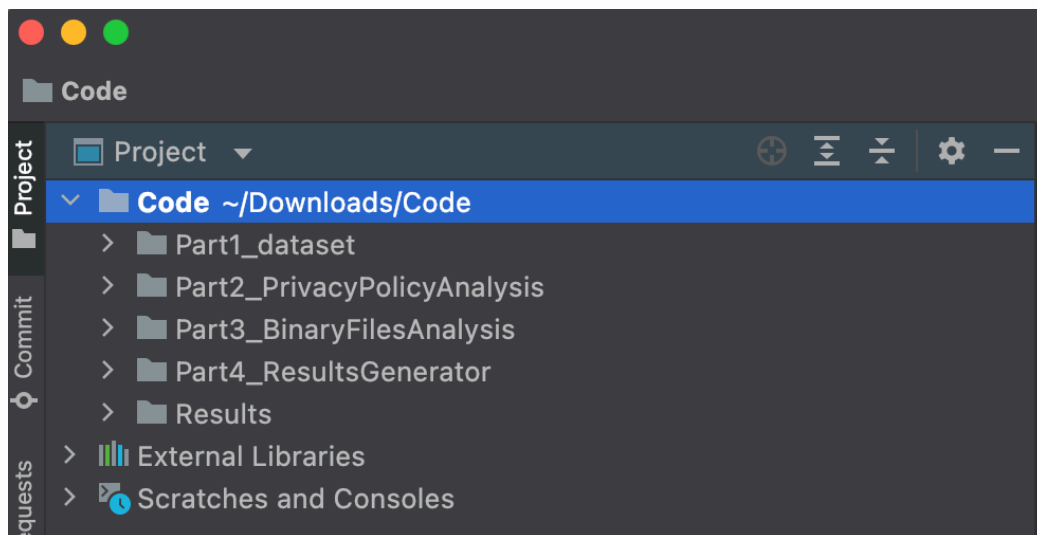 Code
Project
Project
Code ~/Downloads/Code
Part1_dataset
Part2_PrivacyPolicyAnalysis
Part3_BinaryFilesAnalysis
Part4_ResultsGenerator
Results
External Libraries
Scratches and Consoles
Commit